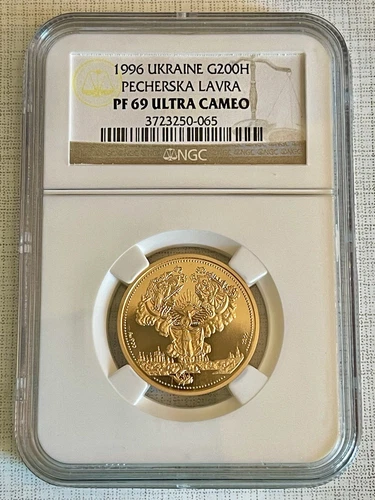 1996 UKRAINE G200H
PECHERSKA LAVRA
PF 69 ULTRA CAMEO
3723250-065
NGC